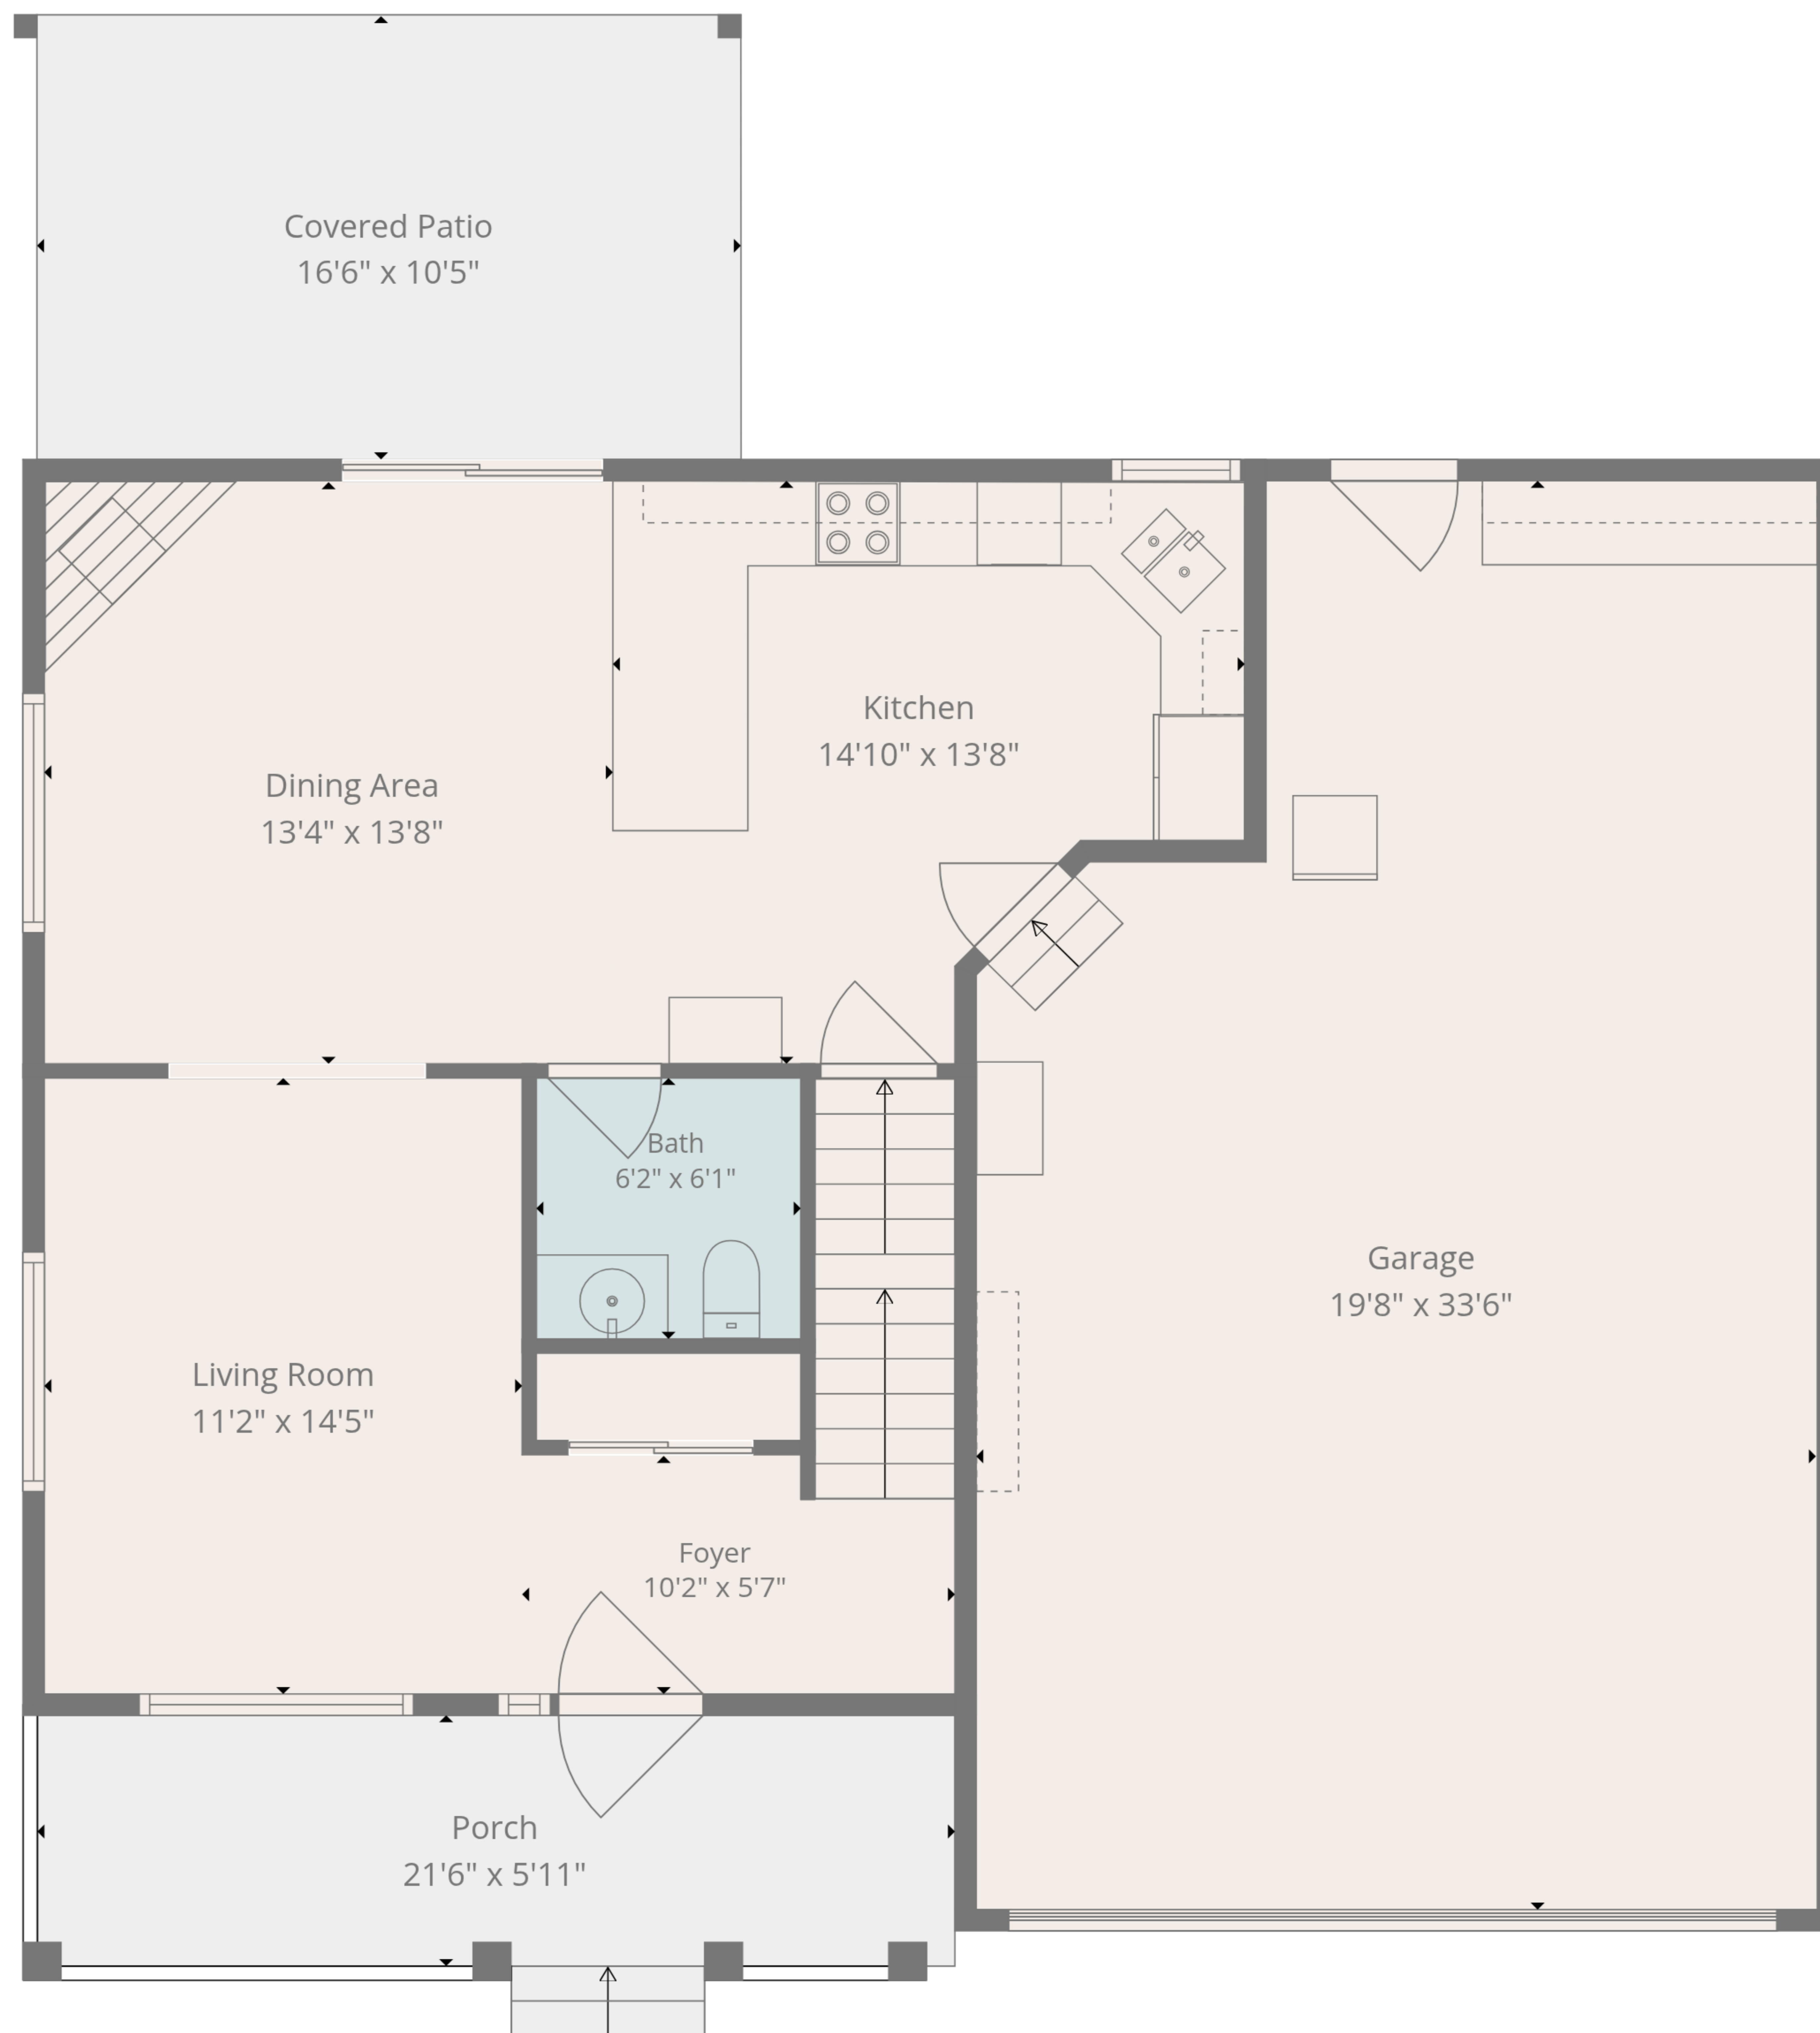 Covered Patio
16'6" x 10'5"
Kitchen
14'10" x 13'8"
Dining Area
13'4" x 13'8"
Bath
6'2" x 6'1"
Garage
19'8" x 33'6"
Living Room
11'2" x 14'5"
Foyer
10'2" x 5'7"
Porch
21'6" x 5'11"